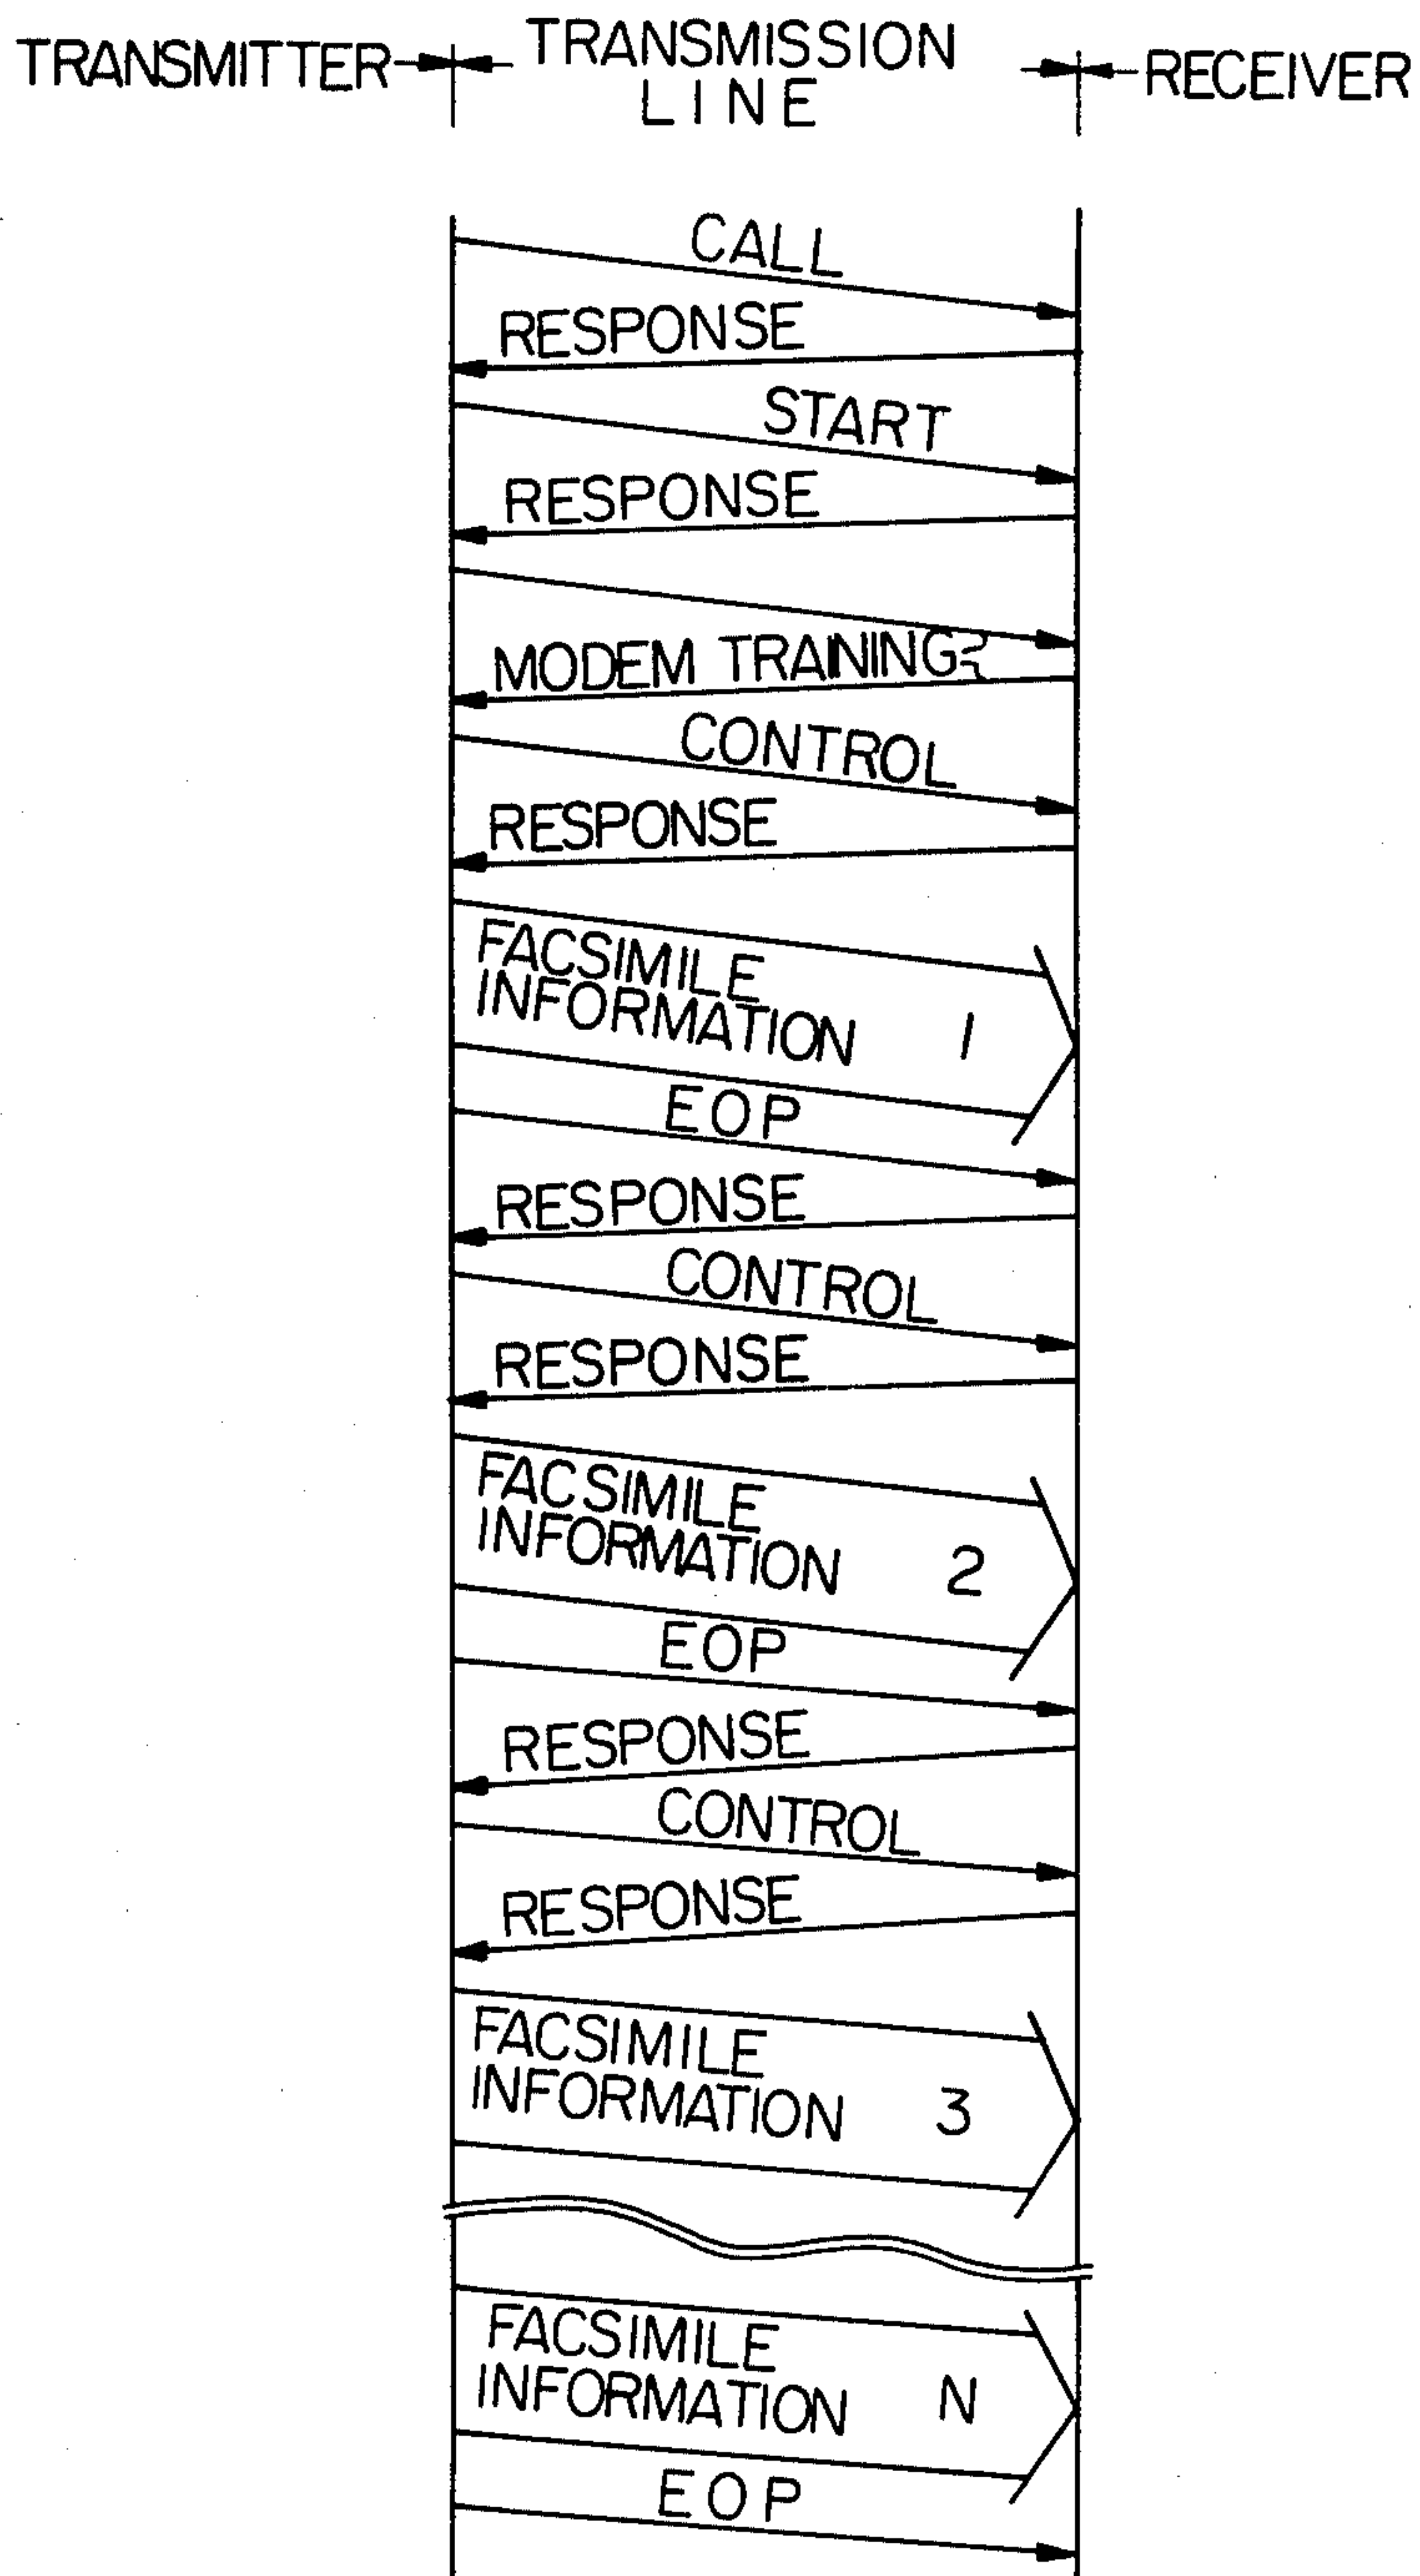 TRANSMITTER
TRANSMISSION
LINE
RECEIVER
CALL
RESPONSE
START
RESPONSE
MODEM TRAINING
CONTROL
RESPONSE
FACSIMILE
INFORMATION 1
EOP
RESPONSE
CONTROL
RESPONSE
FACSIMILE
INFORMATION 2
EOP
RESPONSE
CONTROL
RESPONSE
FACSIMILE
INFORMATION 3
FACSIMILE
INFORMATION N
EOP